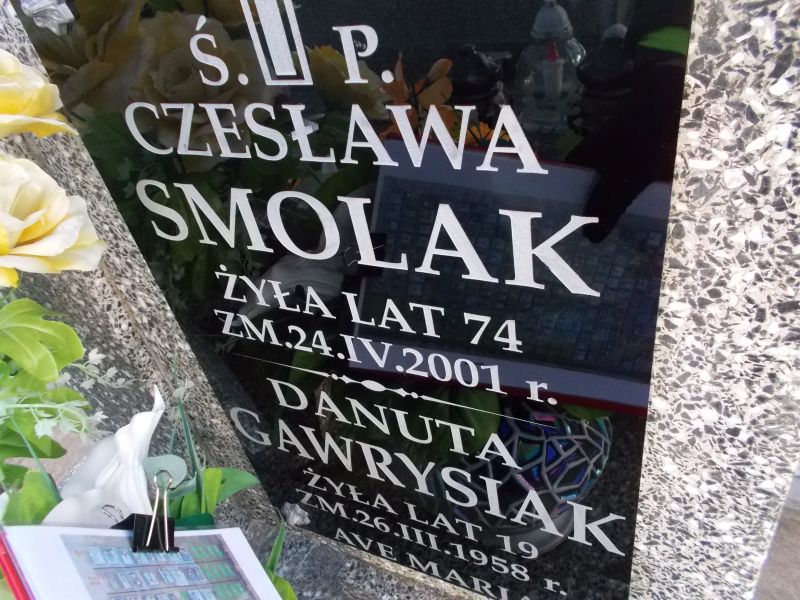 Ś. P.
CZESŁAWA
SMOLAK
ŻYŁA LAT 74
ZM.24.IV.2001 r.
DANUTA
GAWRYSIAK
ŻYŁA LAT 19
ZM.26.III.1958 r.
AVE MARIA